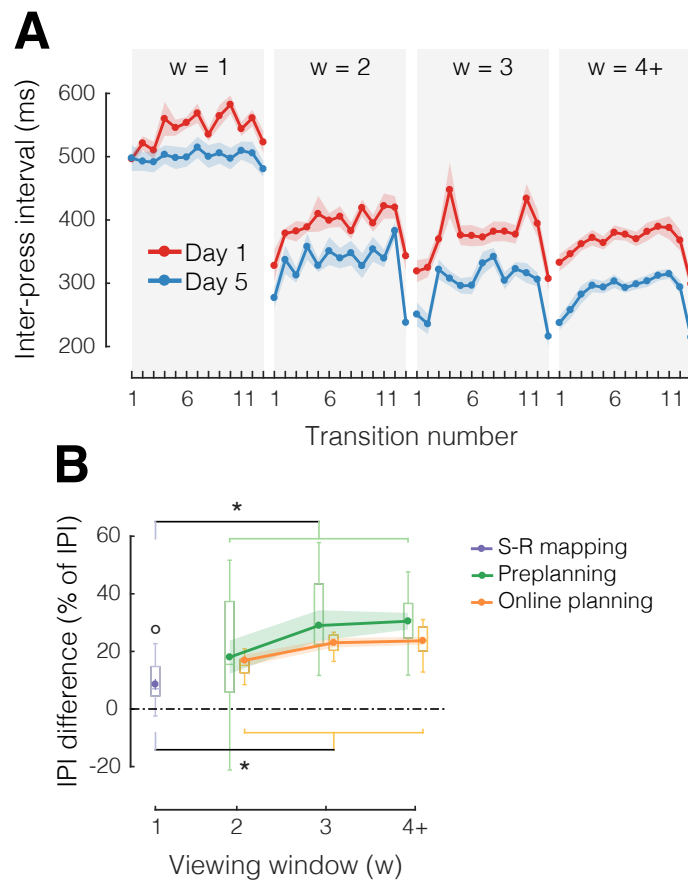 A
w = 1
w = 2
w = 3
w = 4+
Inter-press interval (ms)
600
500
400
300
200
Day 1
Day 5
1 6 11 1 6 11 1 6 11 1 6 11
Transition number
B
*
IPI difference (% of IPI)
60
40
20
0
-20
*
S-R mapping
Preplanning
Online planning
1 2 3 4+
Viewing window (w)